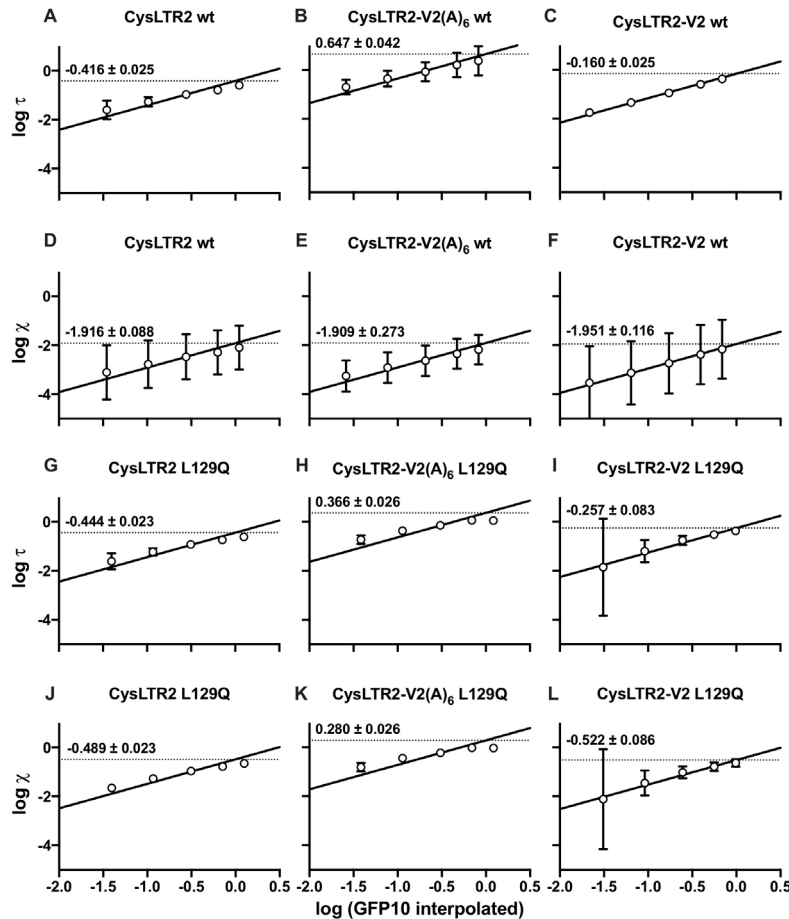 A CysLTR2 wt
B CysLTR2-V2(A)6 wt
C CysLTR2-V2 wt
0
-2
-4
log τ
-0.416 ± 0.025
0.647 ± 0.042
-0.160 ± 0.025
D CysLTR2 wt
E CysLTR2-V2(A)6 wt
F CysLTR2-V2 wt
0
-2
-4
log χ
-1.916 ± 0.088
-1.909 ± 0.273
-1.951 ± 0.116
G CysLTR2 L129Q
H CysLTR2-V2(A)6 L129Q
I CysLTR2-V2 L129Q
0
-2
-4
log τ
-0.444 ± 0.023
0.366 ± 0.026
-0.257 ± 0.083
J CysLTR2 L129Q
K CysLTR2-V2(A)6 L129Q
L CysLTR2-V2 L129Q
0
-2
-4
log χ
-0.489 ± 0.023
0.280 ± 0.026
-0.522 ± 0.086
-2.0 -1.5 -1.0 -0.5 0.0 0.5
-2.0 -1.5 -1.0 -0.5 0.0 0.5
-2.0 -1.5 -1.0 -0.5 0.0 0.5
log (GFP10 interpolated)